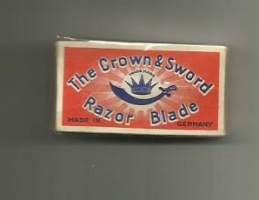 The Crown & Sword
Razor Blade
MADE IN GERMANY